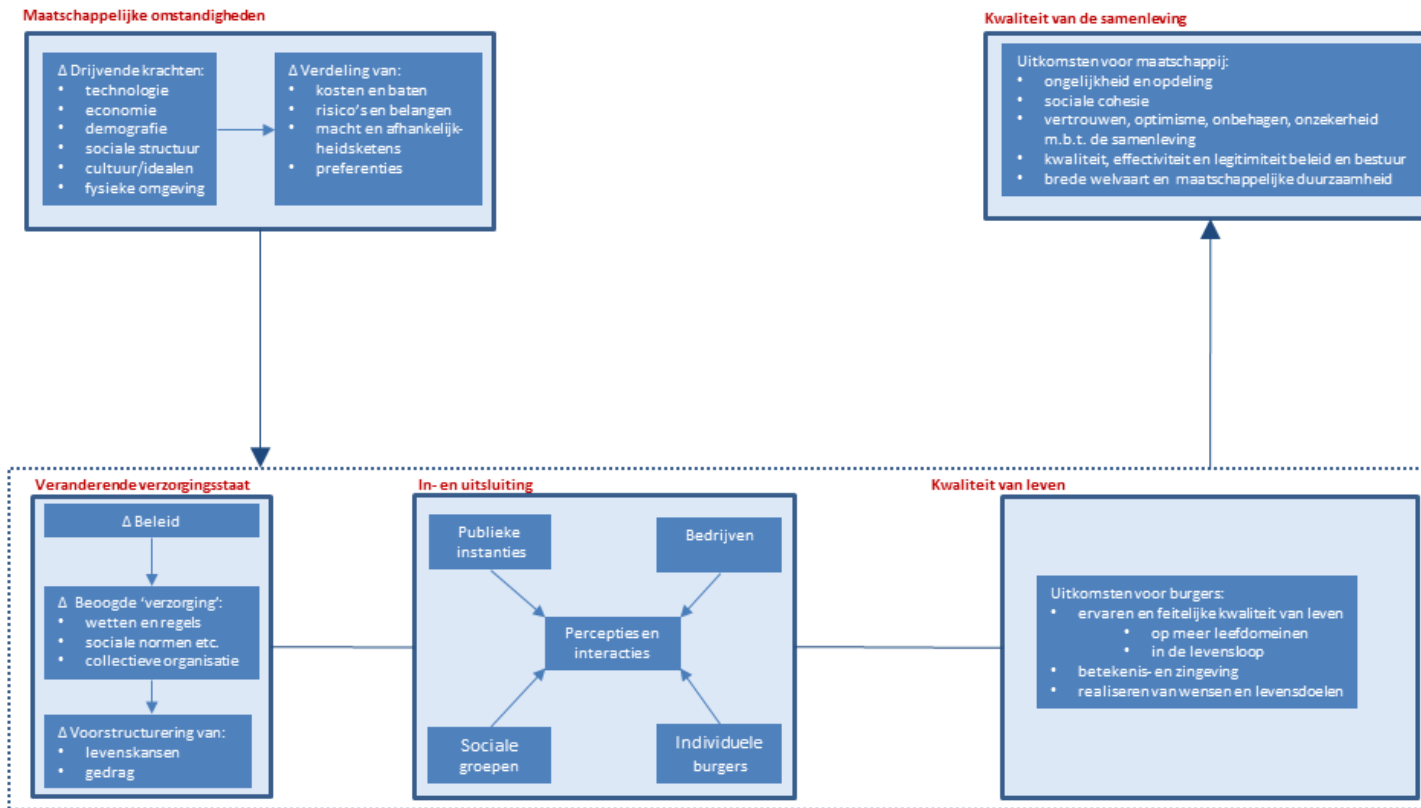 Maatschappelijke omstandigheden
Δ Drijvende krachten:
• technologie
• economie
• demografie
• sociale structuur
• cultuur/idealen
• fysieke omgeving
Δ Verdeling van:
• kosten en baten
• risico's en belangen
• macht en afhankelijk-
heidsketens
• preferenties
Kwaliteit van de samenleving
Uitkomsten voor maatschappij:
• ongelijkheid en opdeling
• sociale cohesie
• vertrouwen, optimisme, onbehagen, onzekerheid
m.b.t. de samenleving
• kwaliteit, effectiviteit en legitimiteit beleid en bestuur
• brede welvaart en maatschappelijke duurzaamheid
Veranderende verzorgingsstaat
Δ Beleid
Δ Beoogde 'verzorging':
• wetten en regels
• sociale normen etc.
• collectieve organisatie
Δ Voorstructurering van:
• levenskansen
• gedrag
In- en uitsluiting
Publieke
instanties
Bedrijven
Percepties en
interacties
Sociale
groepen
Individuele
burgers
Kwaliteit van leven
Uitkomsten voor burgers:
• ervaren en feitelijke kwaliteit van leven
• op meer leefdomeinen
• in de levensloop
• betekenis- en zingeving
• realiseren van wensen en levensdoelen